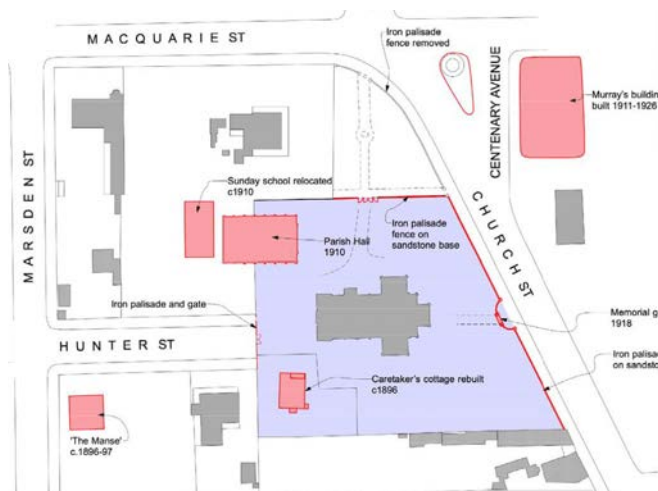 MACQUARIE ST
Iron palisade
fence removed
CENTENARY AVENUE
Murray's building
built 1911-1926
MARSDEN ST
Sunday school relocated
c1910
CHURCH ST
Parish Hall
1910
Iron palisade
fence on
sandstone base
Iron palisade and gate
Memorial g
1918
HUNTER ST
Iron palisa
on sandsto
Caretaker's cottage rebuilt
c1896
'The Manse'
c.1896-97